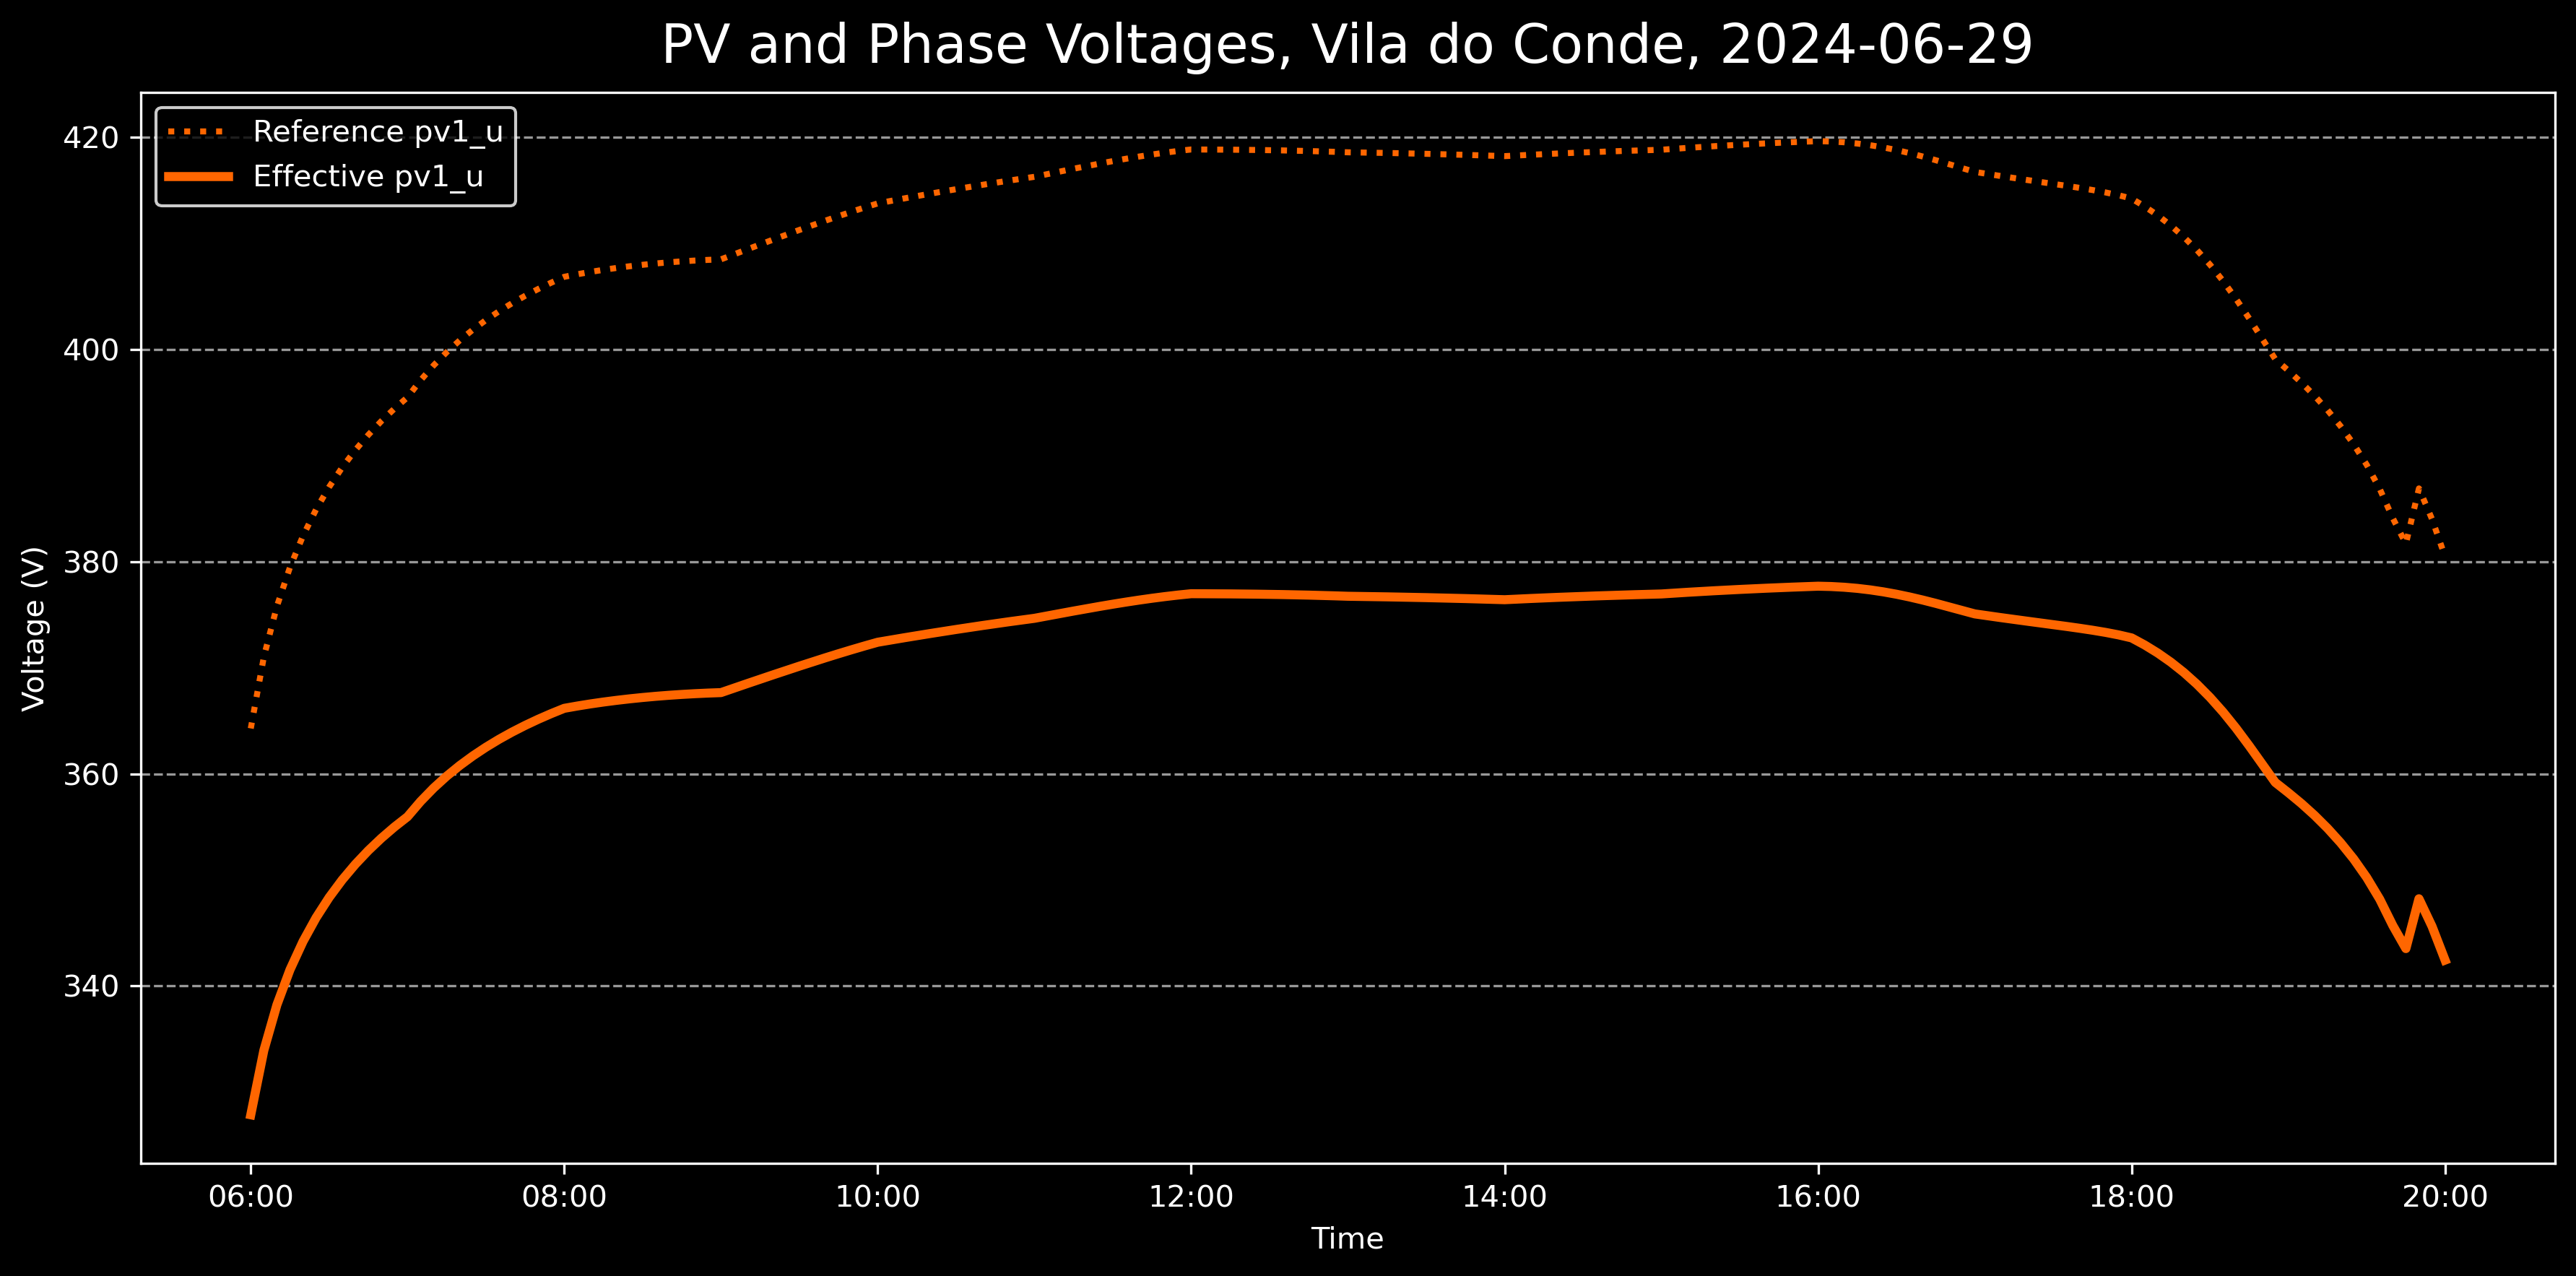 PV and Phase Voltages, Vila do Conde, 2024-06-29
Reference pv1_u
Effective pv1_u
Voltage (V)
420
400
380
360
340
06:00 08:00 10:00 12:00 14:00 16:00 18:00 20:00
Time